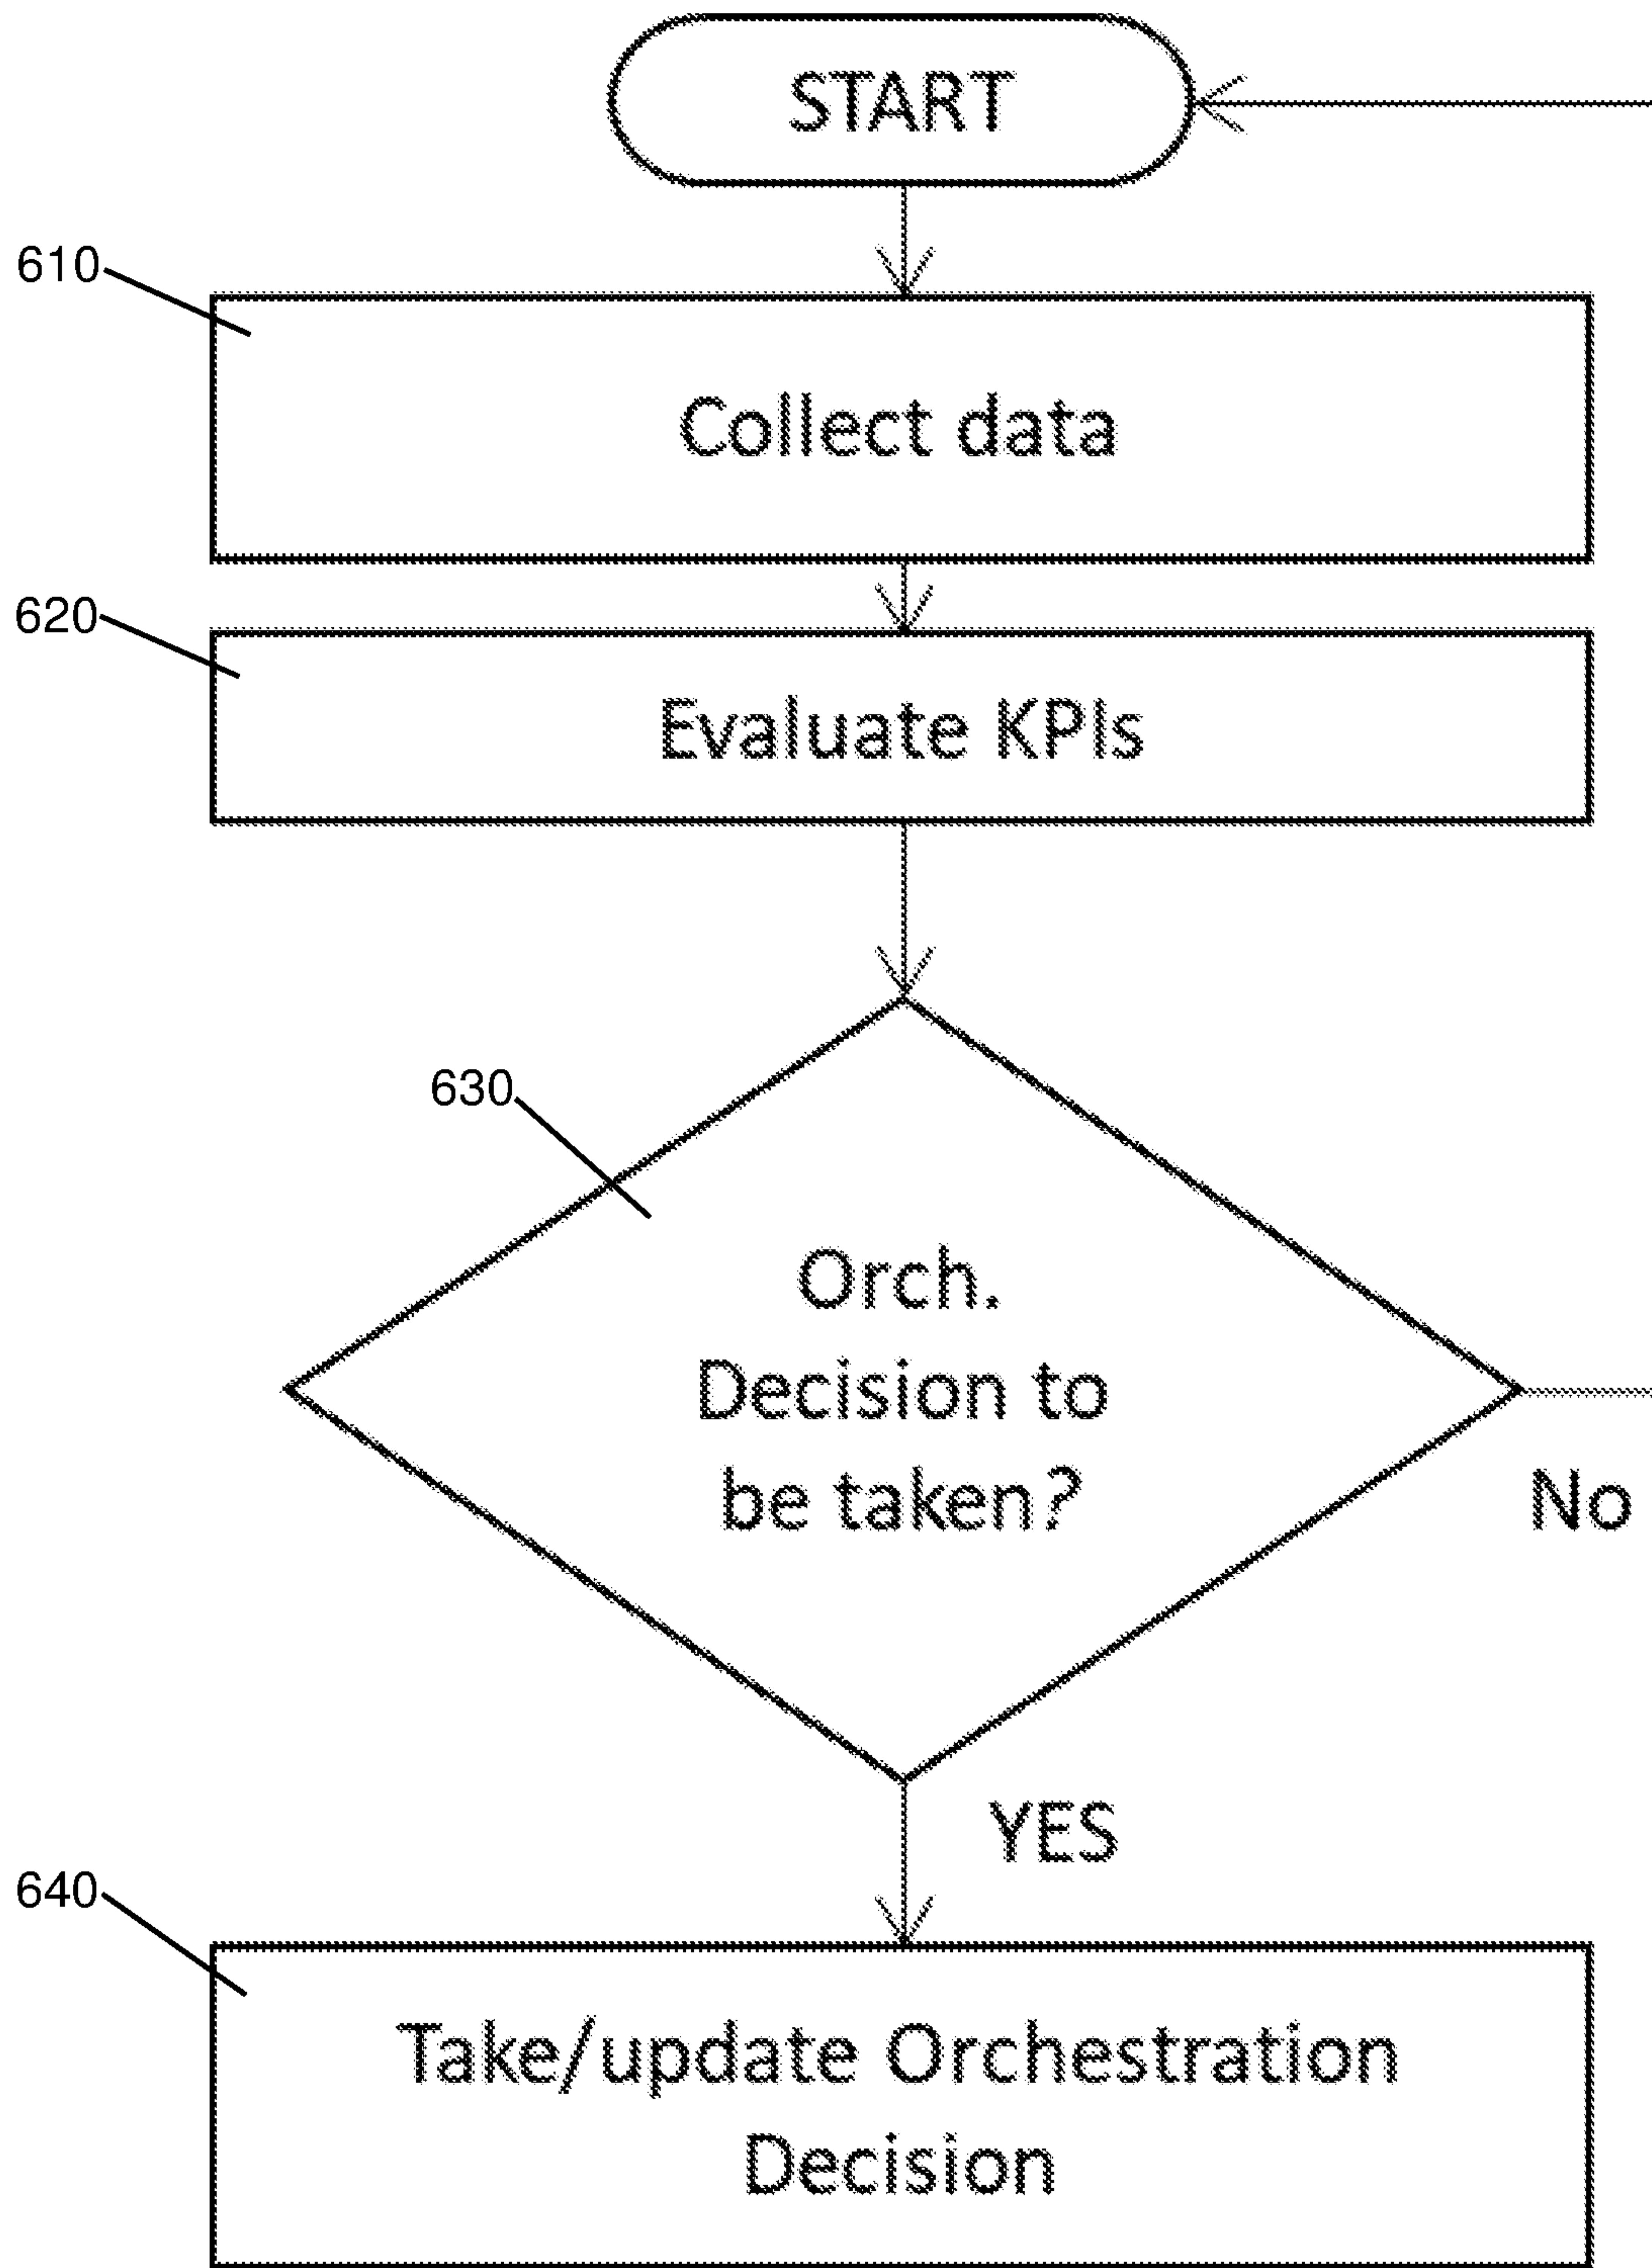 START
610
Collect data
620
Evaluate KPIs
630
Orch.
Decision to
be taken?
No
YES
640
Take/update Orchestration
Decision